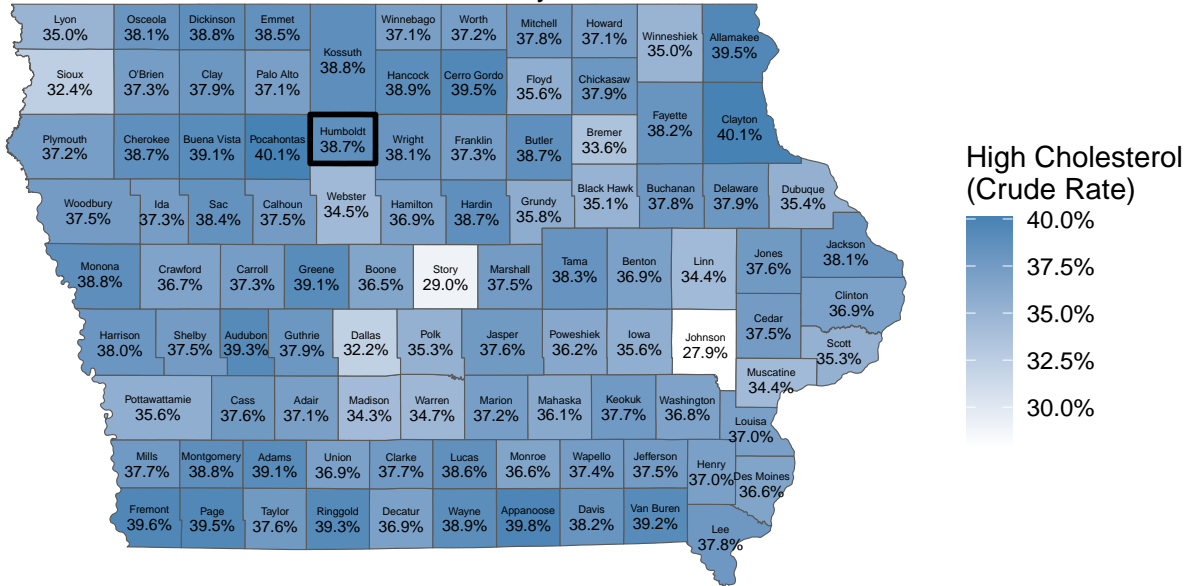 Lyon
35.0%
Osceola
38.1%
Dickinson
38.8%
Emmet
38.5%
Kossuth
38.8%
Winnebago
37.1%
Worth
37.2%
Mitchell
37.8%
Howard
37.1%
Winneshiek
35.0%
Allamakee
39.5%
Sioux
32.4%
O'Brien
37.3%
Clay
37.9%
Palo Alto
37.1%
Hancock
38.9%
Cerro Gordo
39.5%
Floyd
35.6%
Chickasaw
37.9%
Fayette
38.2%
Clayton
40.1%
Plymouth
37.2%
Cherokee
38.7%
Buena Vista
39.1%
Pocahontas
40.1%
Humboldt
38.7%
Wright
38.1%
Franklin
37.3%
Butler
38.7%
Bremer
33.6%
Woodbury
37.5%
Ida
37.3%
Sac
38.4%
Calhoun
37.5%
Webster
34.5%
Hamilton
36.9%
Hardin
38.7%
Grundy
35.8%
Black Hawk
35.1%
Buchanan
37.8%
Delaware
37.9%
Dubuque
35.4%
Monona
38.8%
Crawford
36.7%
Carroll
37.3%
Greene
39.1%
Boone
36.5%
Story
29.0%
Marshall
37.5%
Tama
38.3%
Benton
36.9%
Linn
34.4%
Jones
37.6%
Jackson
38.1%
Clinton
36.9%
Harrison
38.0%
Shelby
37.5%
Audubon
39.3%
Guthrie
37.9%
Dallas
32.2%
Polk
35.3%
Jasper
37.6%
Poweshiek
36.2%
Iowa
35.6%
Johnson
27.9%
Cedar
37.5%
Scott
35.3%
Muscatine
34.4%
Pottawattamie
35.6%
Cass
37.6%
Adair
37.1%
Madison
34.3%
Warren
34.7%
Marion
37.2%
Mahaska
36.1%
Keokuk
37.7%
Washington
36.8%
Louisa
37.0%
Mills
37.7%
Montgomery
38.8%
Adams
39.1%
Union
36.9%
Clarke
37.7%
Lucas
38.6%
Monroe
36.6%
Wapello
37.4%
Jefferson
37.5%
Henry
37.0%
Des Moines
36.6%
Fremont
39.6%
Page
39.5%
Taylor
37.6%
Ringgold
39.3%
Decatur
36.9%
Wayne
38.9%
Appanoose
39.8%
Davis
38.2%
Van Buren
39.2%
Lee
37.8%
High Cholesterol
(Crude Rate)
40.0%
37.5%
35.0%
32.5%
30.0%